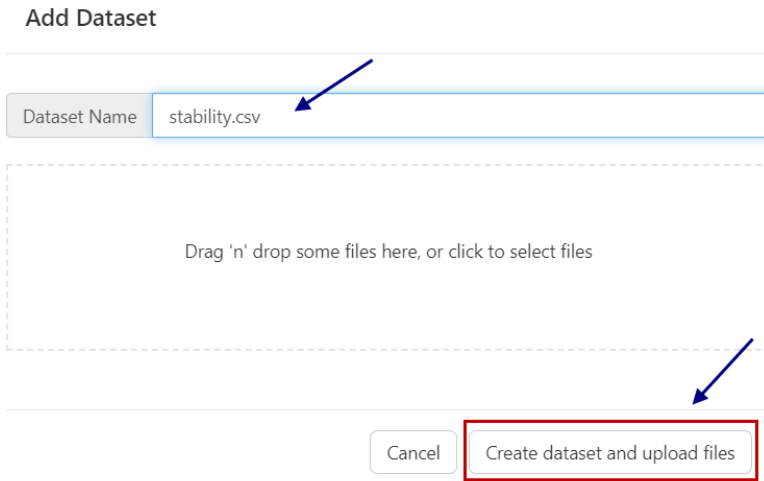 Add Dataset
Dataset Name stability.csv
Drag 'n' drop some files here, or click to select files
Cancel Create dataset and upload files